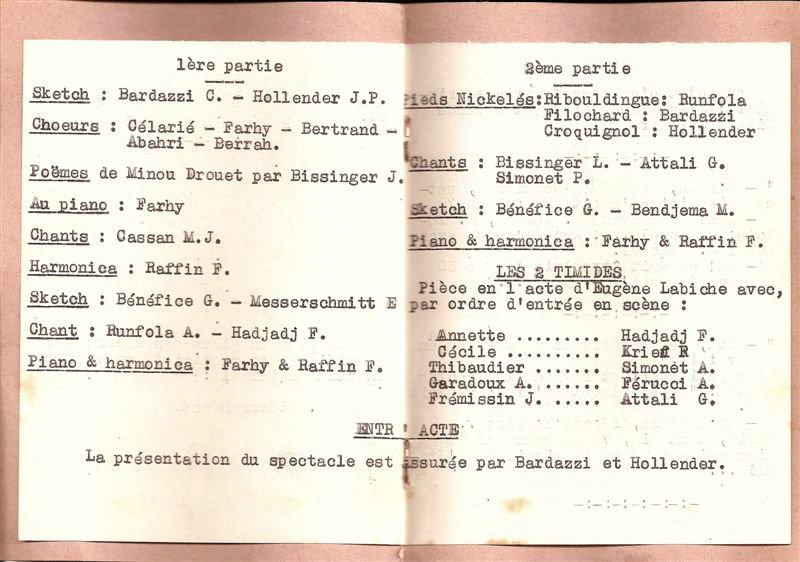 1ère partie
Sketch : Bardazzi C. - Hollender J.P.
Choeurs : Célarié - Farhy - Bertrand -
Abahri - Berrah.
Poëmes de Minou Drouet par Bissinger J.
Au piano : Farhy
Chants : Cassan M.J.
Harmonica : Raffin F.
Sketch : Bénéfice G. - Messerschmitt E
Chant : Runfola A. - Hadjadj F.
Piano & harmonica : Farhy & Raffin F.
2ème partie
Pieds Nickelés:Ribouldingue: Runfola
Filochard : Bardazzi
Croquignol : Hollender
Chants : Bissinger L. - Attali G.
Simonet P.
Sketch : Bénéfice G. - Bendjema M.
Piano & harmonica : Farhy & Raffin F.
LES 2 TIMIDES
Pièce en 1 acte d'Eugène Labiche avec,
par ordre d'entrée en scène :
Annette ......... Hadjadj F.
Cécile ......... Krief R
Thibaudier ....... Simonet A.
Garadoux A. ...... Férucci A.
Frémissin J. ..... Attali G.
ENTR'ACTE
La présentation du spectacle est assurée par Bardazzi et Hollender.
-:-:-:-:-:-:-